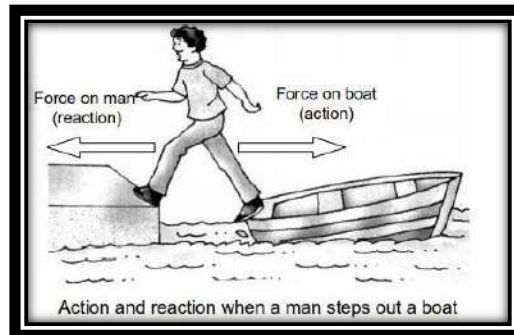 Force on man
(reaction)
Force on boat
(action)
Action and reaction when a man steps out a boat